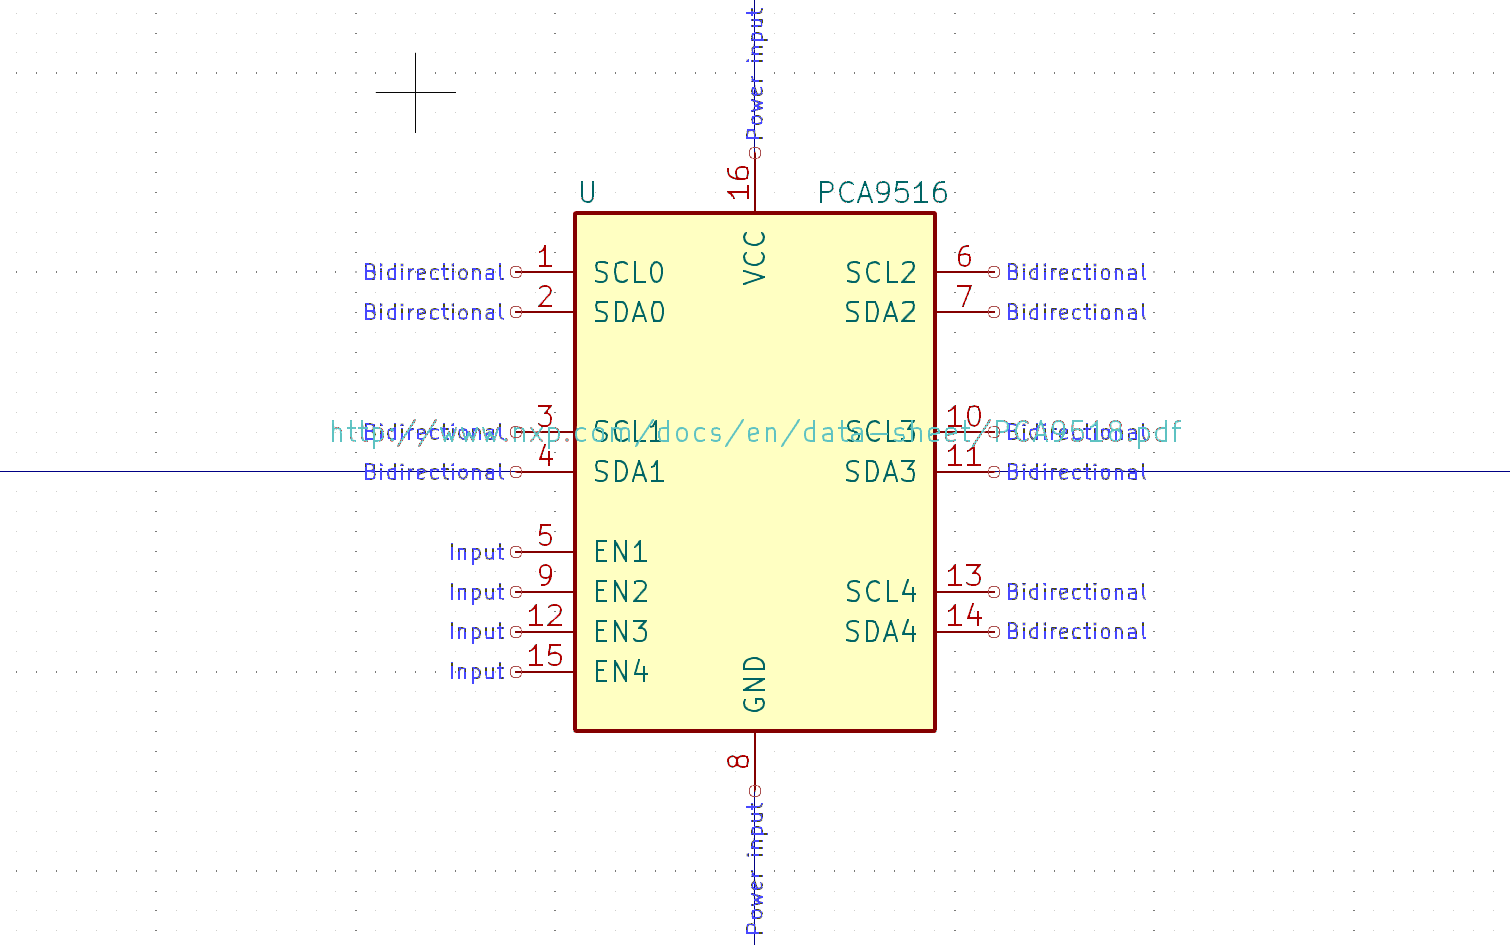 Power input
16
U PCA9516
VCC
Bidirectional 1 SCL0 SCL2 6 Bidirectional
Bidirectional 2 SDA0 SDA2 7 Bidirectional
Bidirectional 3 SCL1 SCL3 10 Bidirectional
http://www.nxp.com/docs/en/data-sheet/PCA9518.pdf
Bidirectional 4 SDA1 SDA3 11 Bidirectional
Input 5 EN1
Input 9 EN2 SCL4 13 Bidirectional
Input 12 EN3 SDA4 14 Bidirectional
Input 15 EN4
GND
8
Power input